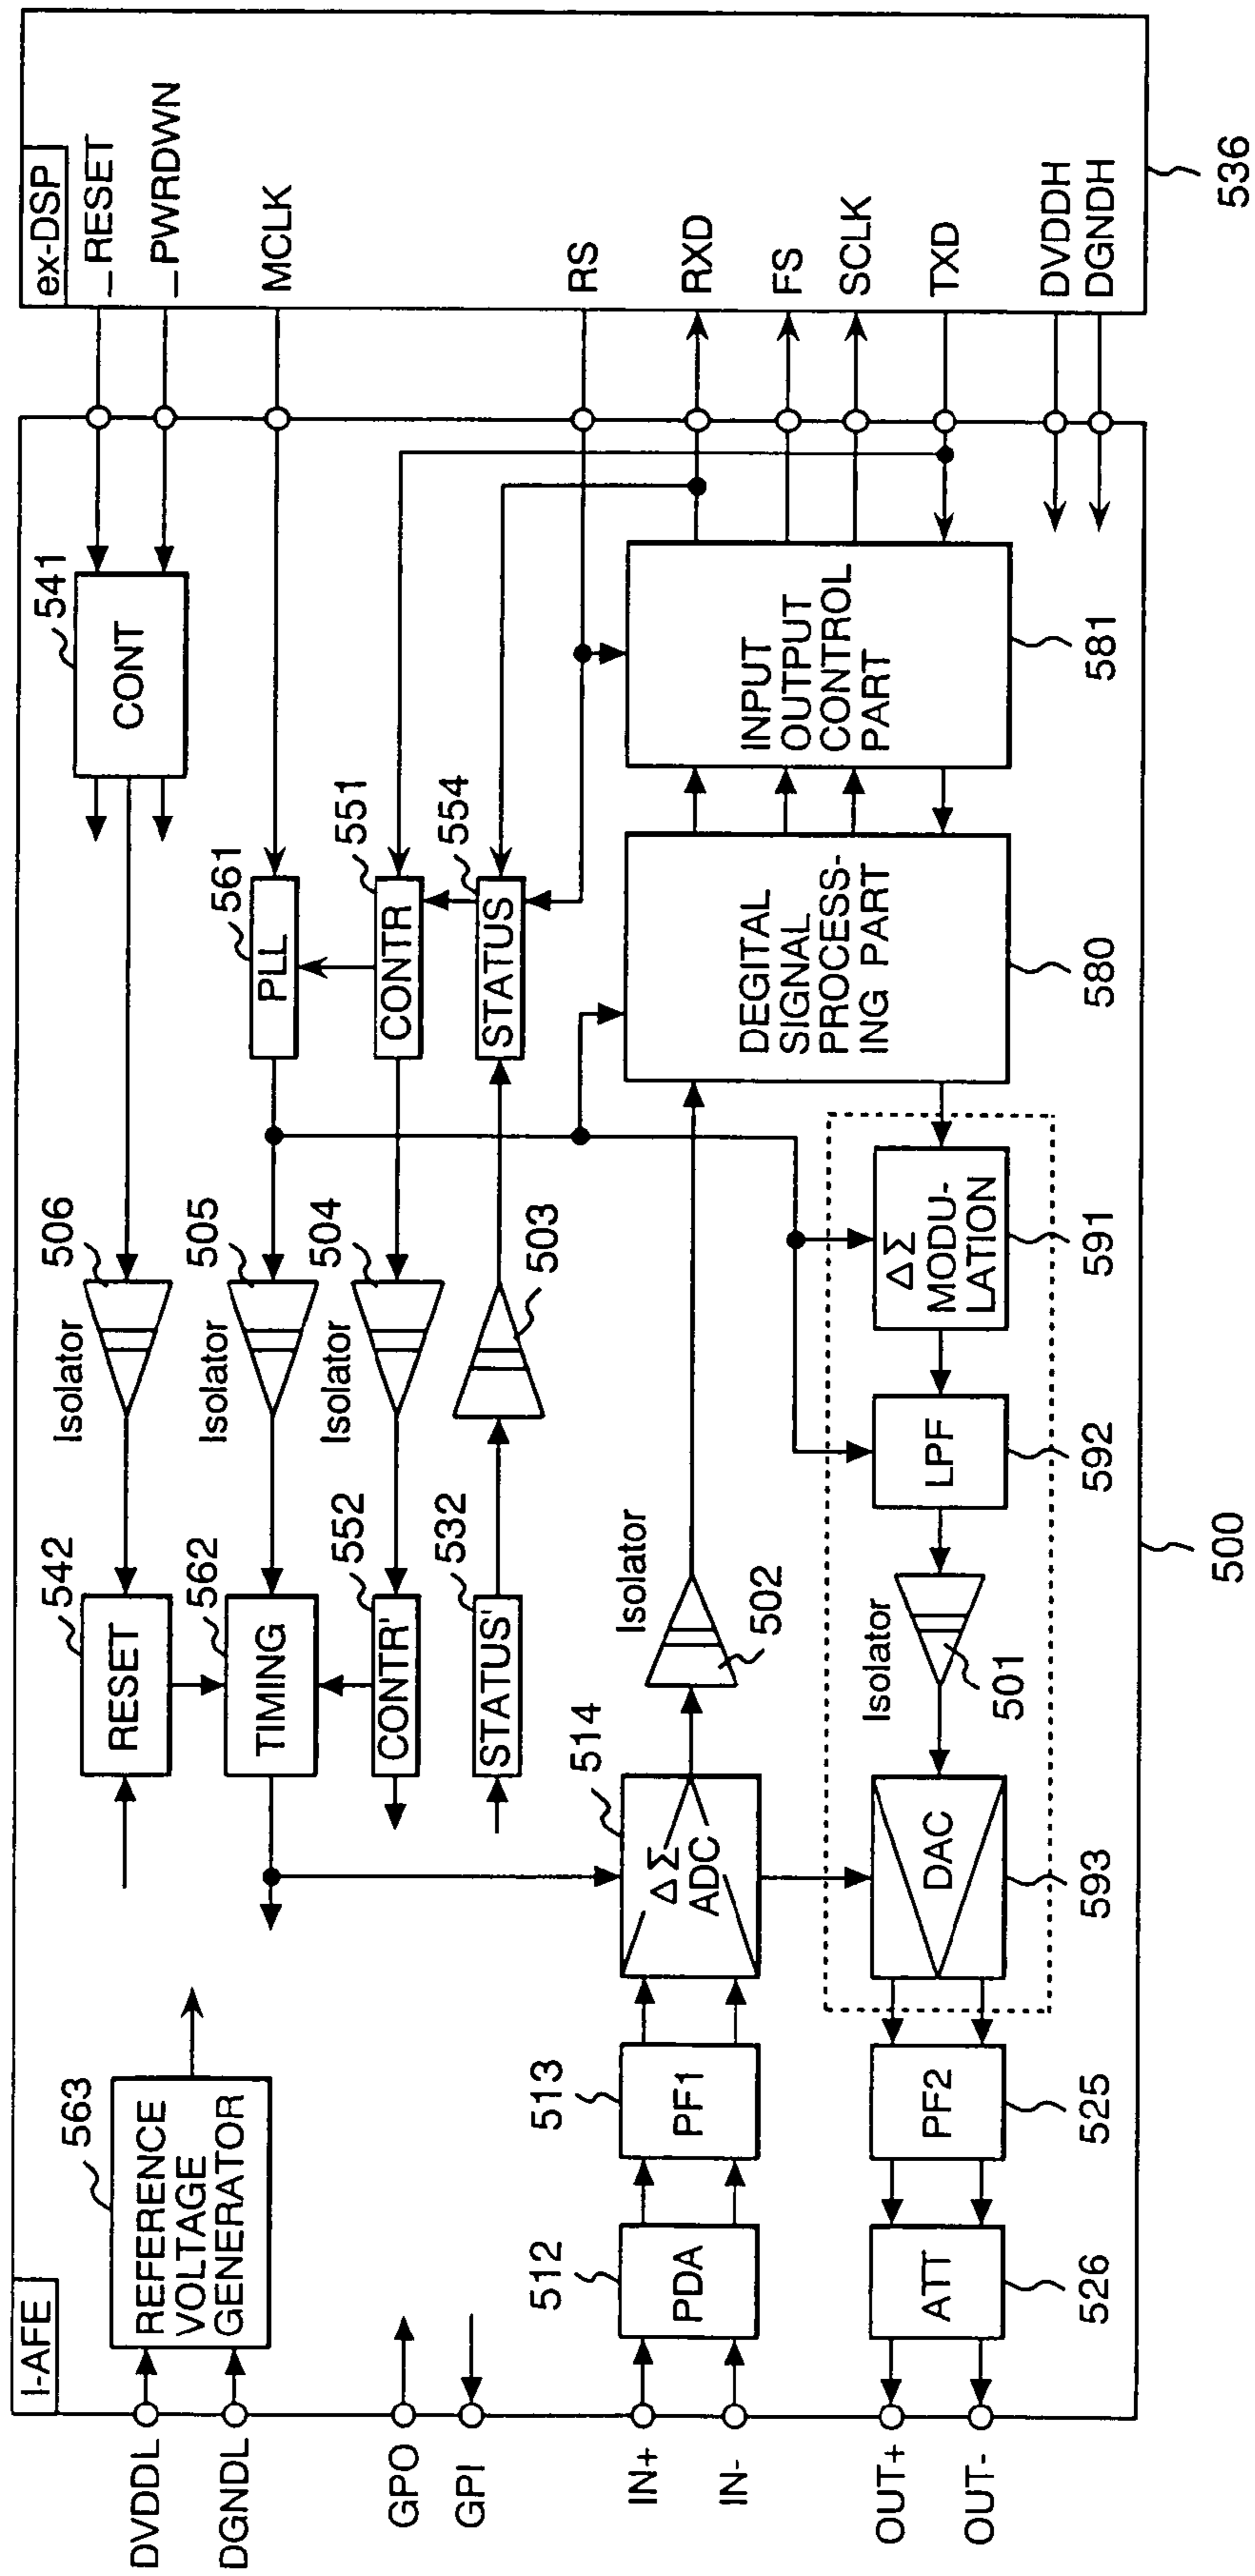 I-AFE
ex-DSP
DVDDL
DGNDL
GPO
GPI
IN+
IN-
OUT+
OUT-
563
REFERENCE
VOLTAGE
GENERATOR
542
RESET
562
TIMING
552
CONTR'
532
STATUS'
Isolator
506
Isolator
505
Isolator
504
503
541
CONT
561
PLL
551
CONTR
554
STATUS
_RESET
_PWRDWN
MCLK
RS
RXD
FS
SCLK
TXD
DVDDH
DGNDH
536
512
PDA
513
PF1
514
ΔΣ
ADC
Isolator
502
DEGITAL
SIGNAL
PROCESS-
ING PART
580
INPUT
OUTPUT
CONTROL
PART
581
ATT
526
PF2
525
DAC
593
Isolator
501
LPF
592
ΔΣ
MODU-
LATION
591
500